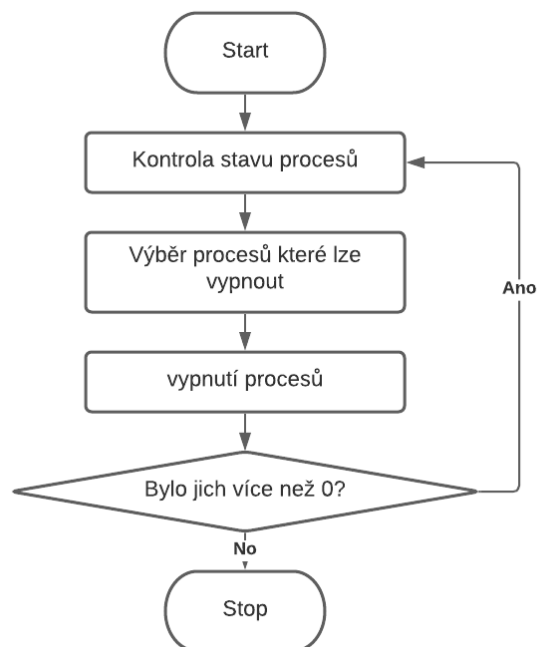 Start
Kontrola stavu procesů
Výběr procesů které lze
vypnout
Ano
vypnutí procesů
Bylo jich více než 0?
No
Stop